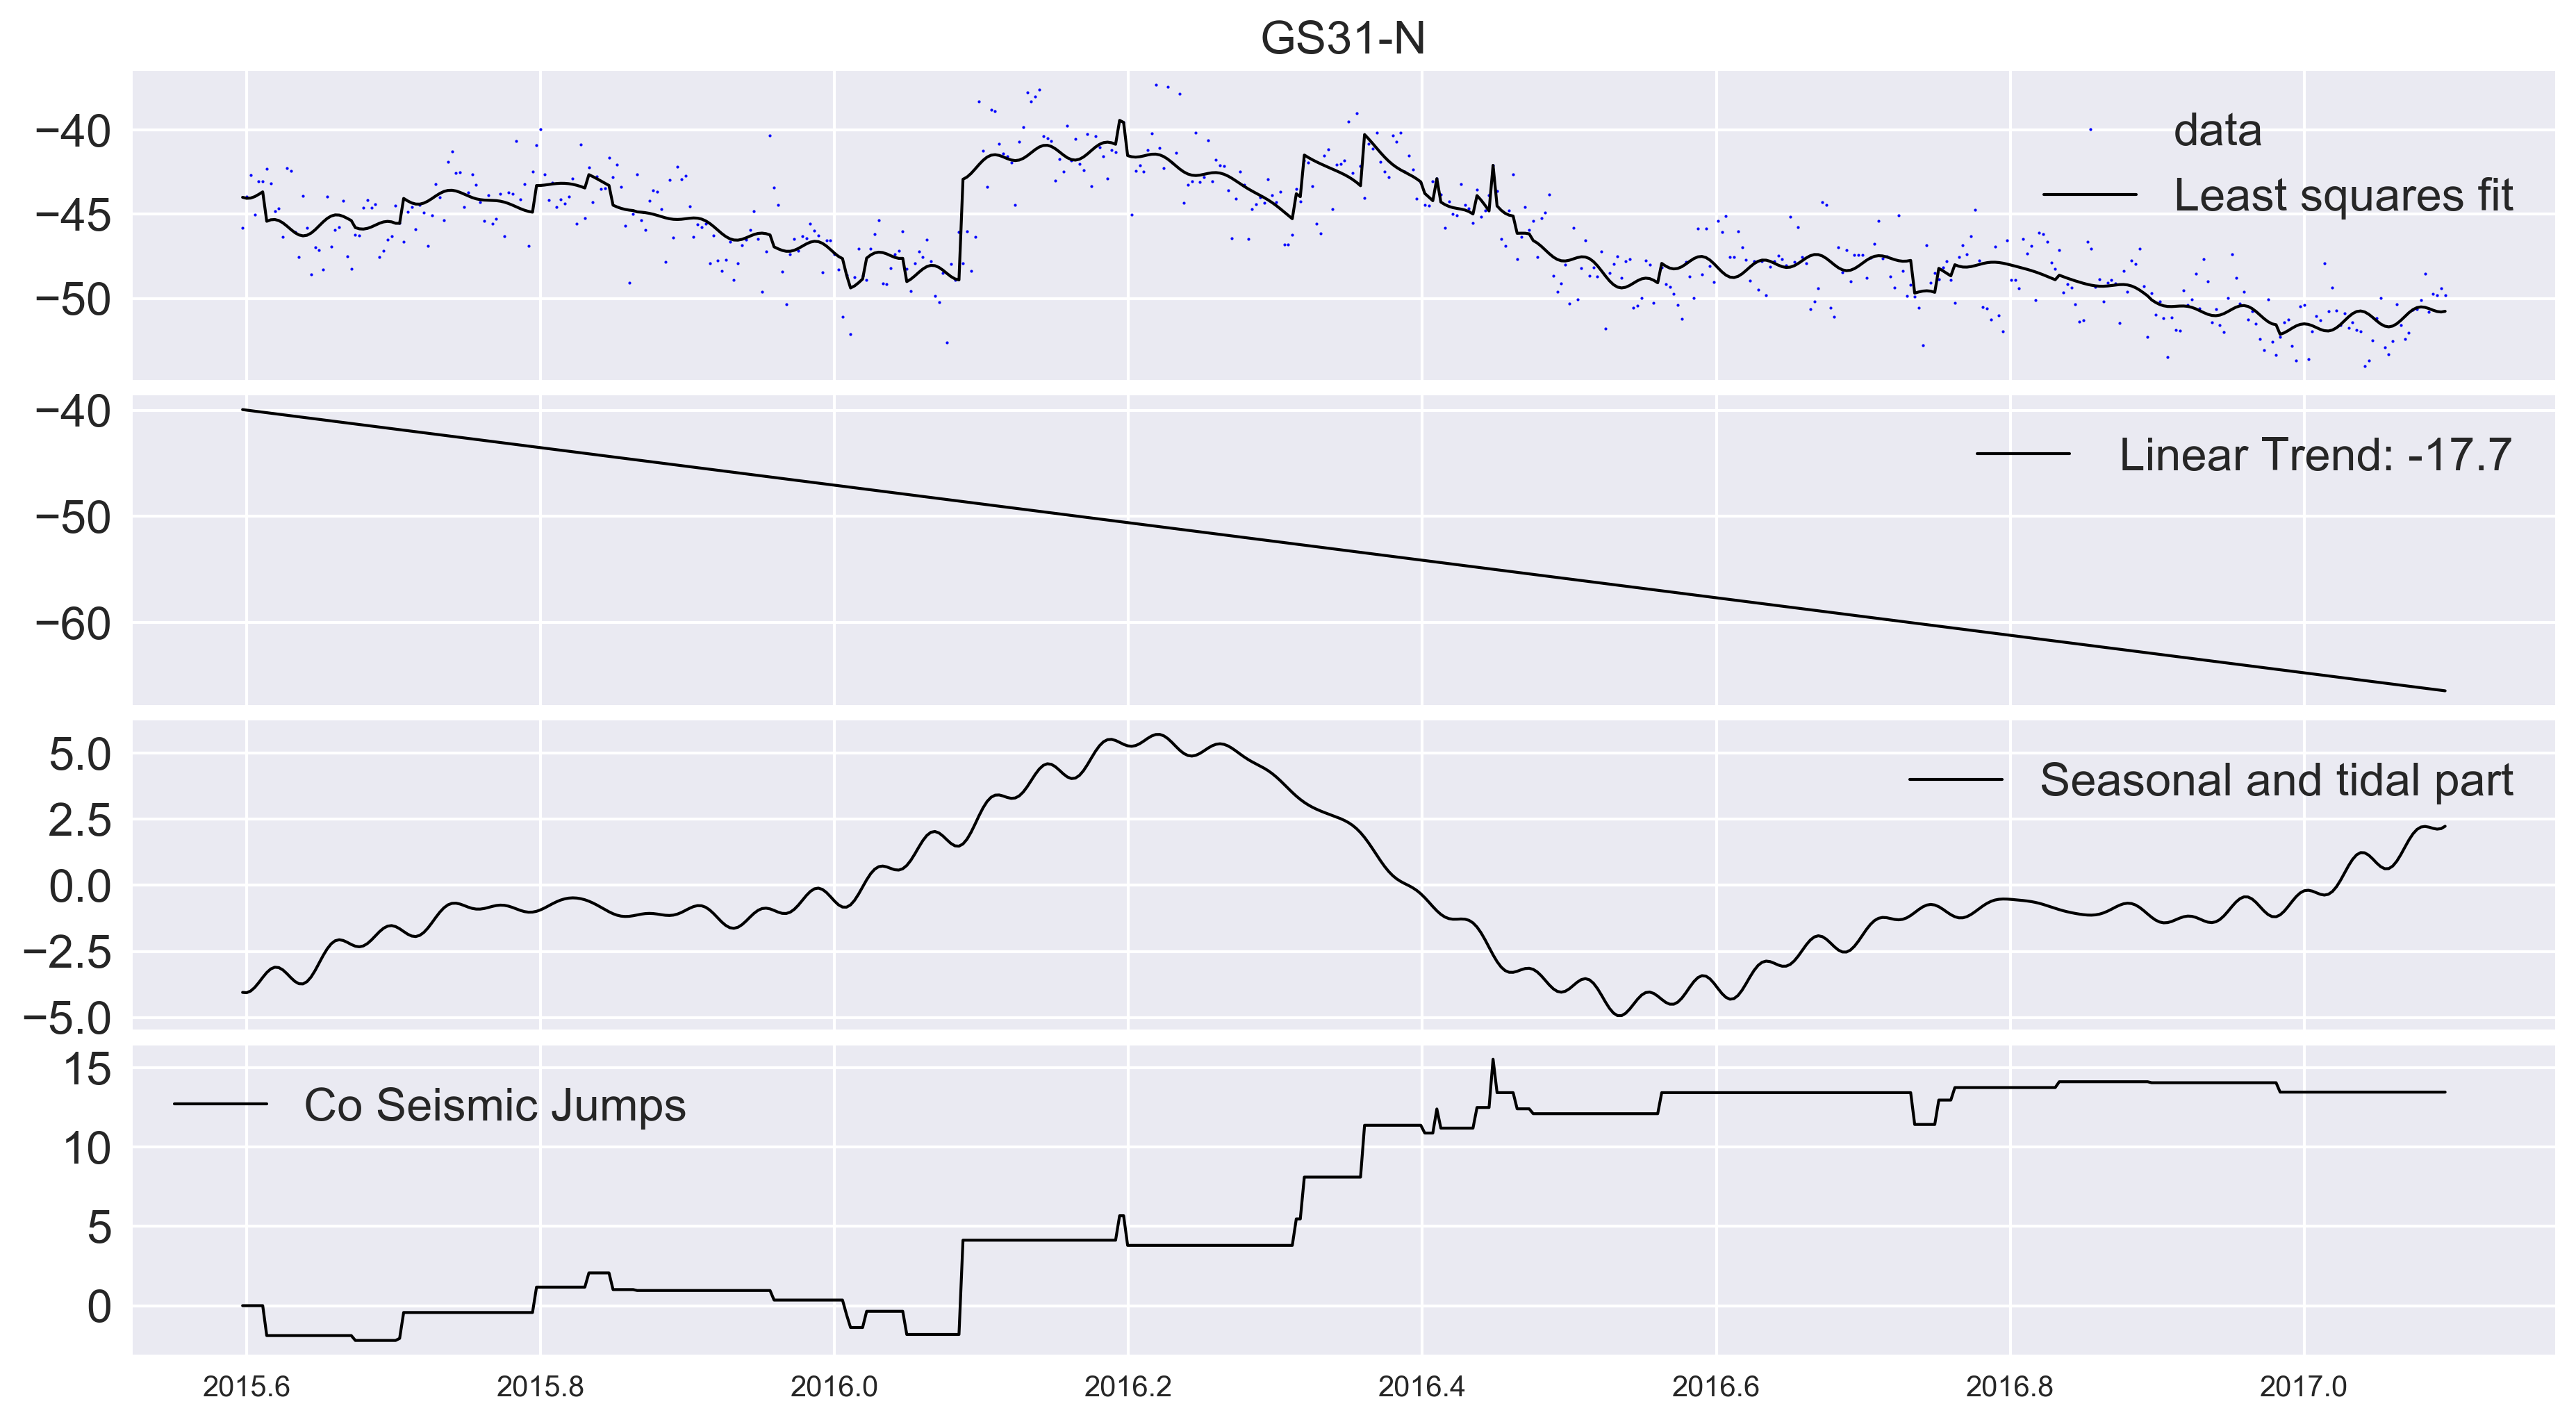 GS31-N
−40
−45
−50
data
Least squares fit
−40
−50
−60
Linear Trend: -17.7
5.0
2.5
0.0
−2.5
−5.0
Seasonal and tidal part
15
10
5
0
Co Seismic Jumps
2015.6 2015.8 2016.0 2016.2 2016.4 2016.6 2016.8 2017.0